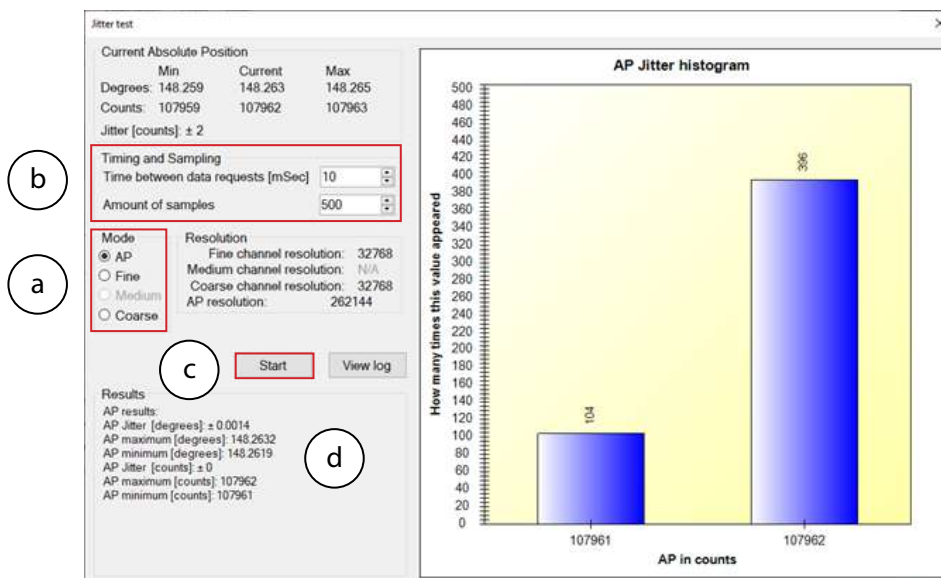 Jitter test
Current Absolute Position
Min Current Max
Degrees: 148.259 148.263 148.265
Counts: 107959 107962 107963
Jitter [counts]: ± 2
b
Timing and Sampling
Time between data requests [mSec] 10
Amount of samples 500
a
Mode
AP
Fine
Medium
Coarse
Resolution
Fine channel resolution: 32768
Medium channel resolution: N/A
Coarse channel resolution: 32768
AP resolution: 262144
c
Start View log
Results
AP results:
AP Jitter [degrees]: ± 0.0014
AP maximum [degrees]: 148.2632
AP minimum [degrees]: 148.2619
AP Jitter [counts]: ± 0
AP maximum [counts]: 107962
AP minimum [counts]: 107961
d
AP Jitter histogram
How many times this value appeared
500
480
460
440
420
400
380
360
340
320
300
280
260
240
220
200
180
160
140
120
100
80
60
40
20
0
104
396
107961 107962
AP in counts